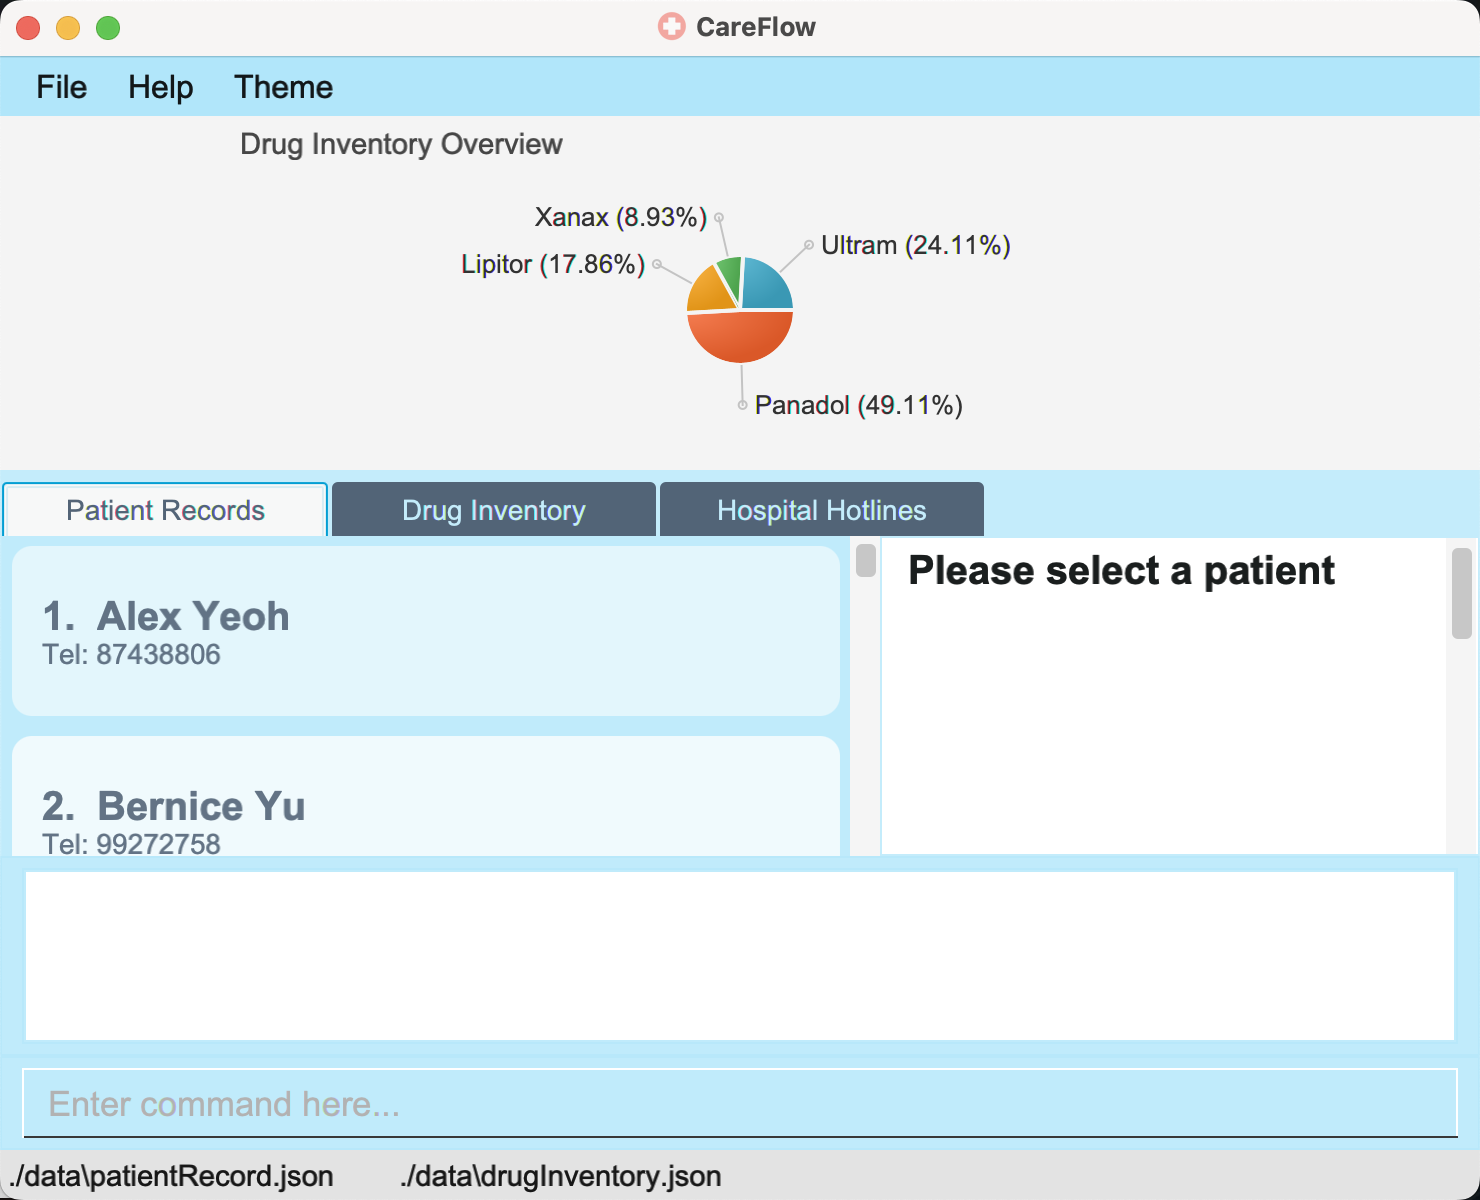 CareFlow
File Help Theme
Drug Inventory Overview
Xanax (8.93%)
Ultram (24.11%)
Lipitor (17.86%)
Panadol (49.11%)
Patient Records Drug Inventory Hospital Hotlines
1. Alex Yeoh
Tel: 87438806
2. Bernice Yu
Tel: 99272758
Please select a patient
Enter command here...
./data\patientRecord.json ./data\drugInventory.json